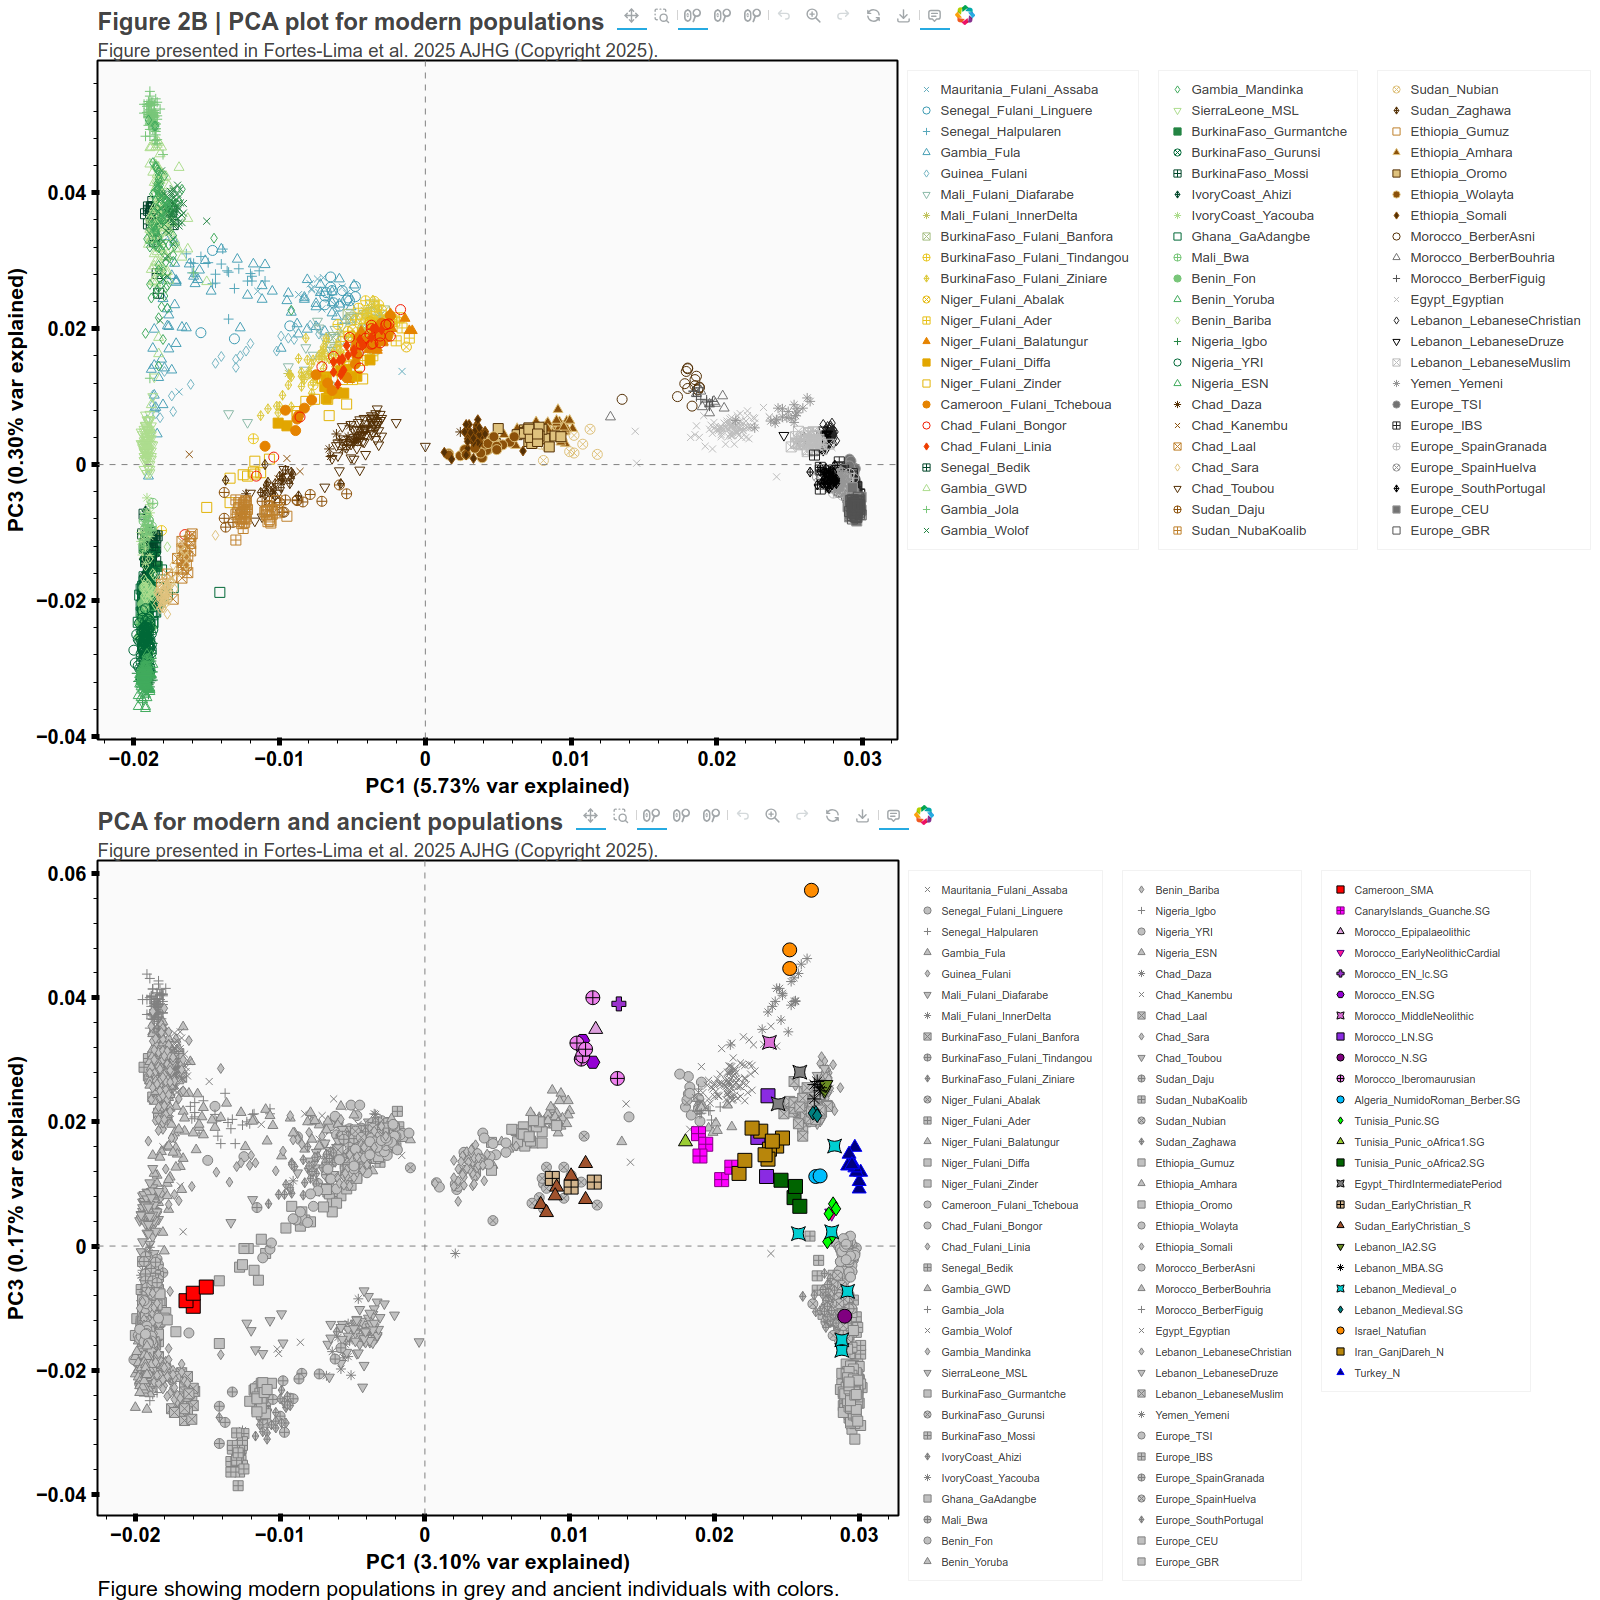 Figure 2B | PCA plot for modern populations
Figure presented in Fortes-Lima et al. 2025 AJHG (Copyright 2025).
PC3 (0.30% var explained)
0.04
0.02
0
−0.02
−0.04
−0.02
−0.01
0
0.01
0.02
0.03
PC1 (5.73% var explained)
Mauritania_Fulani_Assaba
Senegal_Fulani_Linguere
Senegal_Halpularen
Gambia_Fula
Guinea_Fulani
Mali_Fulani_Diafarabe
Mali_Fulani_InnerDelta
BurkinaFaso_Fulani_Banfora
BurkinaFaso_Fulani_Tindangou
BurkinaFaso_Fulani_Ziniare
Niger_Fulani_Abalak
Niger_Fulani_Ader
Niger_Fulani_Balatungur
Niger_Fulani_Diffa
Niger_Fulani_Zinder
Cameroon_Fulani_Tcheboua
Chad_Fulani_Bongor
Chad_Fulani_Linia
Senegal_Bedik
Gambia_GWD
Gambia_Jola
Gambia_Wolof
Gambia_Mandinka
SierraLeone_MSL
BurkinaFaso_Gurmantche
BurkinaFaso_Gurunsi
BurkinaFaso_Mossi
IvoryCoast_Ahizi
IvoryCoast_Yacouba
Ghana_GaAdangbe
Mali_Bwa
Benin_Fon
Benin_Yoruba
Benin_Bariba
Nigeria_Igbo
Nigeria_YRI
Nigeria_ESN
Chad_Daza
Chad_Kanembu
Chad_Laal
Chad_Sara
Chad_Toubou
Sudan_Daju
Sudan_NubaKoalib
Sudan_Nubian
Sudan_Zaghawa
Ethiopia_Gumuz
Ethiopia_Amhara
Ethiopia_Oromo
Ethiopia_Wolayta
Ethiopia_Somali
Morocco_BerberAsni
Morocco_BerberBouhria
Morocco_BerberFiguig
Egypt_Egyptian
Lebanon_LebaneseChristian
Lebanon_LebaneseDruze
Lebanon_LebaneseMuslim
Yemen_Yemeni
Europe_TSI
Europe_IBS
Europe_SpainGranada
Europe_SpainHuelva
Europe_SouthPortugal
Europe_CEU
Europe_GBR
PCA for modern and ancient populations
Figure presented in Fortes-Lima et al. 2025 AJHG (Copyright 2025).
PC3 (0.17% var explained)
0.06
0.04
0.02
0
−0.02
−0.04
−0.02
−0.01
0
0.01
0.02
0.03
PC1 (3.10% var explained)
Figure showing modern populations in grey and ancient individuals with colors.
Mauritania_Fulani_Assaba
Senegal_Fulani_Linguere
Senegal_Halpularen
Gambia_Fula
Guinea_Fulani
Mali_Fulani_Diafarabe
Mali_Fulani_InnerDelta
BurkinaFaso_Fulani_Banfora
BurkinaFaso_Fulani_Tindangou
BurkinaFaso_Fulani_Ziniare
Niger_Fulani_Abalak
Niger_Fulani_Ader
Niger_Fulani_Balatungur
Niger_Fulani_Diffa
Niger_Fulani_Zinder
Cameroon_Fulani_Tcheboua
Chad_Fulani_Bongor
Chad_Fulani_Linia
Senegal_Bedik
Gambia_GWD
Gambia_Jola
Gambia_Wolof
Gambia_Mandinka
SierraLeone_MSL
BurkinaFaso_Gurmantche
BurkinaFaso_Gurunsi
BurkinaFaso_Mossi
IvoryCoast_Ahizi
IvoryCoast_Yacouba
Ghana_GaAdangbe
Mali_Bwa
Benin_Fon
Benin_Yoruba
Benin_Bariba
Nigeria_Igbo
Nigeria_YRI
Nigeria_ESN
Chad_Daza
Chad_Kanembu
Chad_Laal
Chad_Sara
Chad_Toubou
Sudan_Daju
Sudan_NubaKoalib
Sudan_Nubian
Sudan_Zaghawa
Ethiopia_Gumuz
Ethiopia_Amhara
Ethiopia_Oromo
Ethiopia_Wolayta
Ethiopia_Somali
Morocco_BerberAsni
Morocco_BerberBouhria
Morocco_BerberFiguig
Egypt_Egyptian
Lebanon_LebaneseChristian
Lebanon_LebaneseDruze
Lebanon_LebaneseMuslim
Yemen_Yemeni
Europe_TSI
Europe_IBS
Europe_SpainGranada
Europe_SpainHuelva
Europe_SouthPortugal
Europe_CEU
Europe_GBR
Cameroon_SMA
CanaryIslands_Guanche.SG
Morocco_Epipalaeolithic
Morocco_EarlyNeolithicCardial
Morocco_EN_lc.SG
Morocco_EN.SG
Morocco_MiddleNeolithic
Morocco_LN.SG
Morocco_N.SG
Morocco_Iberomaurusian
Algeria_NumidoRoman_Berber.SG
Tunisia_Punic.SG
Tunisia_Punic_oAfrica1.SG
Tunisia_Punic_oAfrica2.SG
Egypt_ThirdIntermediatePeriod
Sudan_EarlyChristian_R
Sudan_EarlyChristian_S
Lebanon_IA2.SG
Lebanon_MBA.SG
Lebanon_Medieval_o
Lebanon_Medieval.SG
Israel_Natufian
Iran_GanjDareh_N
Turkey_N